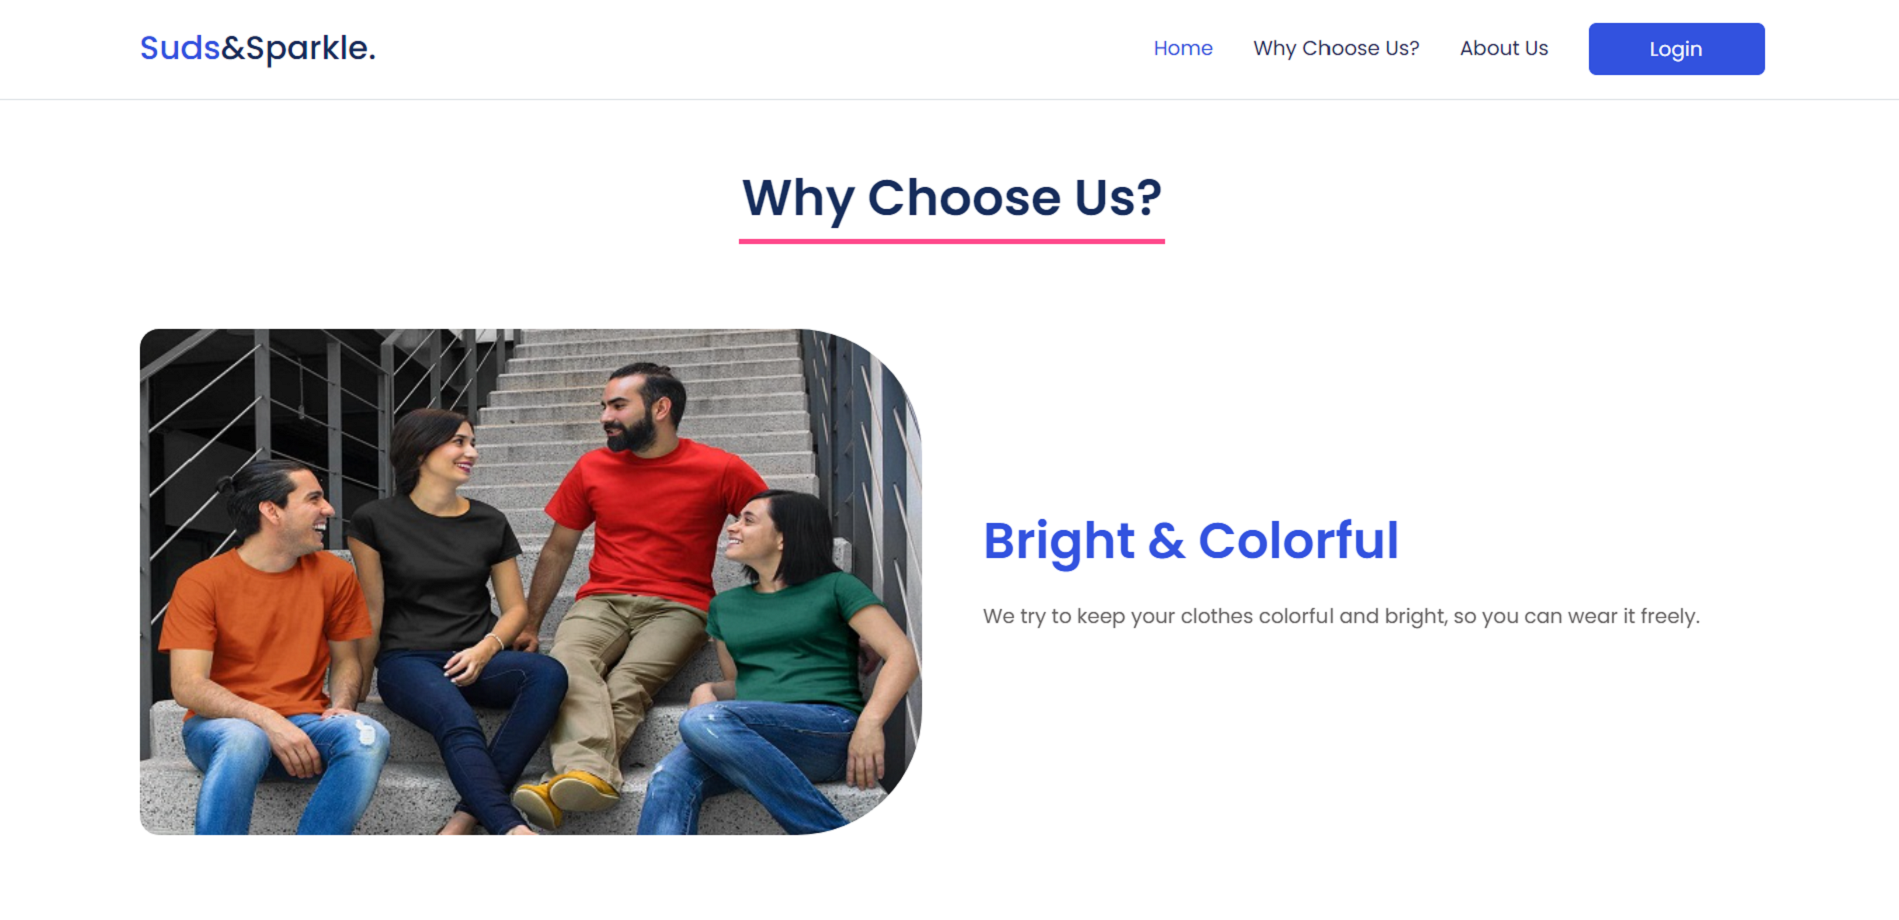 Suds&Sparkle.
Home Why Choose Us? About Us Login
Why Choose Us?
Bright & Colorful
We try to keep your clothes colorful and bright, so you can wear it freely.